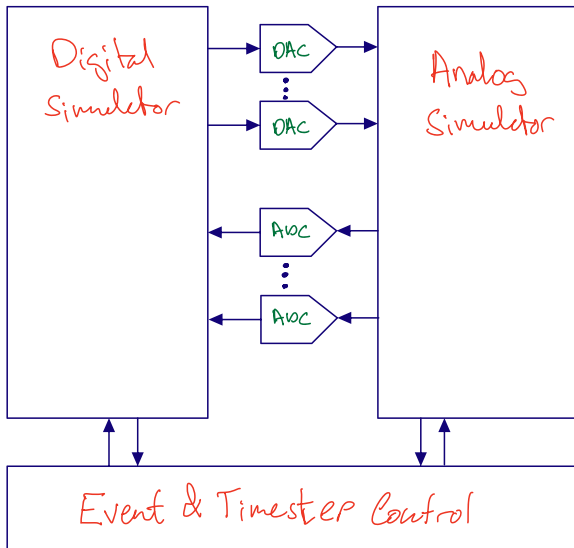 Digital
Simulator
DAC
DAC
ADC
ADC
Analog
Simulator
Event & Timestep Control